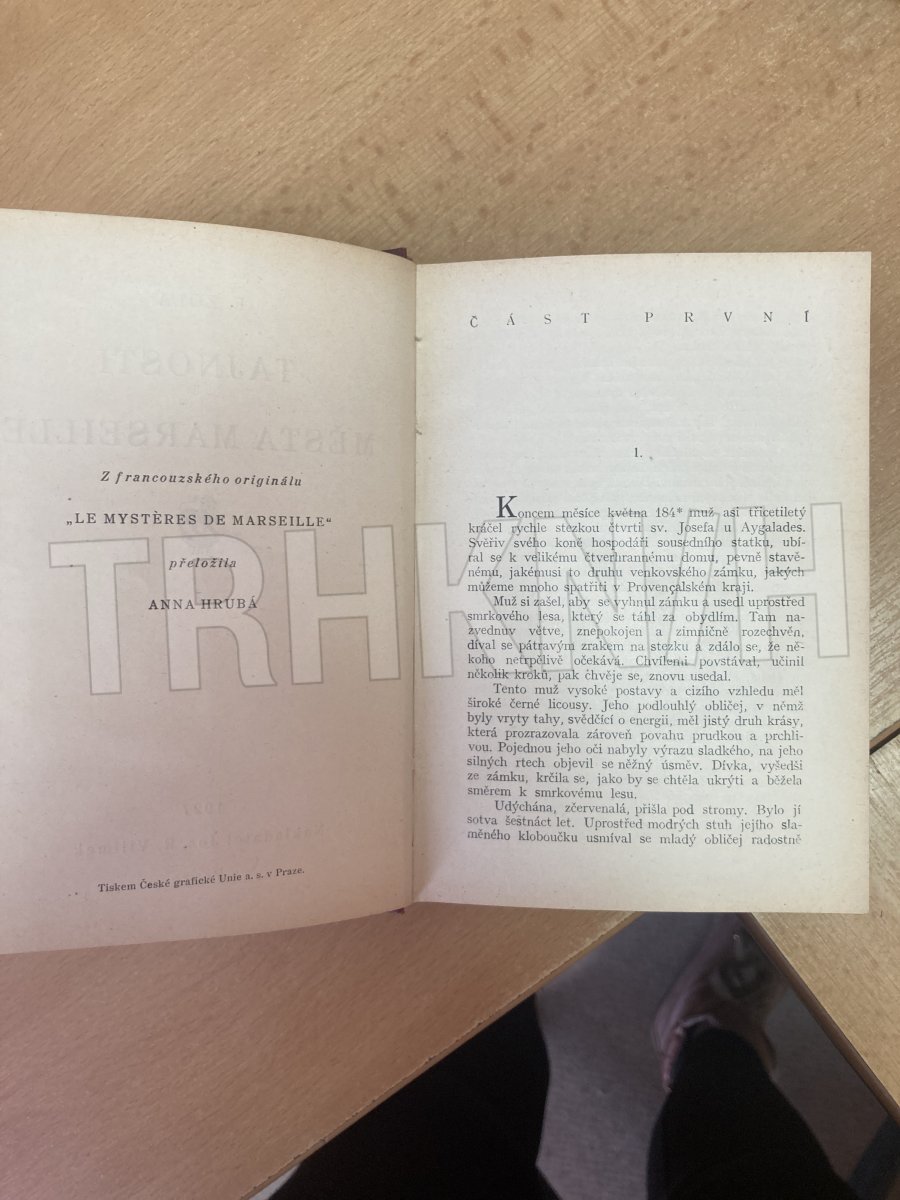 Z francouzského originálu
„LE MYSTÈRES DE MARSEILLE“
přeložila
ANNA HRUBÁ
Tiskem České grafické Unie a. s. v Praze.
TAJNOSTI
MĚSTA MARSEILLE
ČÁST PRVNÍ
1.
Koncem měsíce května 184* muž asi třicetiletý
kráčel rychle stezkou čtvrti sv. Josefa u Aygalades.
Svěřiv svého koně hospodáři sousedního statku, ubí-
ral se k velikému čtverhrannému domu, pevně stavě-
nému, jakémusi to druhu venkovského zámku, jakých
můžeme mnoho spatřiti v Provençalském kraji.
Muž si zašel, aby se vyhnul zámku a usedl uprostřed
smrkového lesa, který se táhl za obydlím. Tam na-
zvednuv větve, znepokojen a zimničně rozechvěn,
díval se pátravým zrakem na stezku a zdálo se, že ně-
koho netrpělivě očekává. Chvílemi povstával, učinil
několik kroků, pak chvěje se, znovu usedal.
Tento muž vysoké postavy a cizího vzhledu měl
široké černé licousy. Jeho podlouhlý obličej, v němž
byly vryty tahy, svědčící o energii, měl jistý druh krásy,
která prozrazovala zároveň povahu prudkou a prchli-
vou. Pojednou jeho oči nabyly výrazu sladkého, na jeho
silných rtech objevil se něžný úsměv. Dívka, vyšedši
ze zámku, krčila se, jako by se chtěla ukrýti a běžela
směrem k smrkovému lesu.
Udýchána, zčervenalá, přišla pod stromy. Bylo jí
sotva šestnáct let. Uprostřed modrých stuh jejího sla-
měného kloboučku usmíval se mladý obličej radostně
TRHKNIH